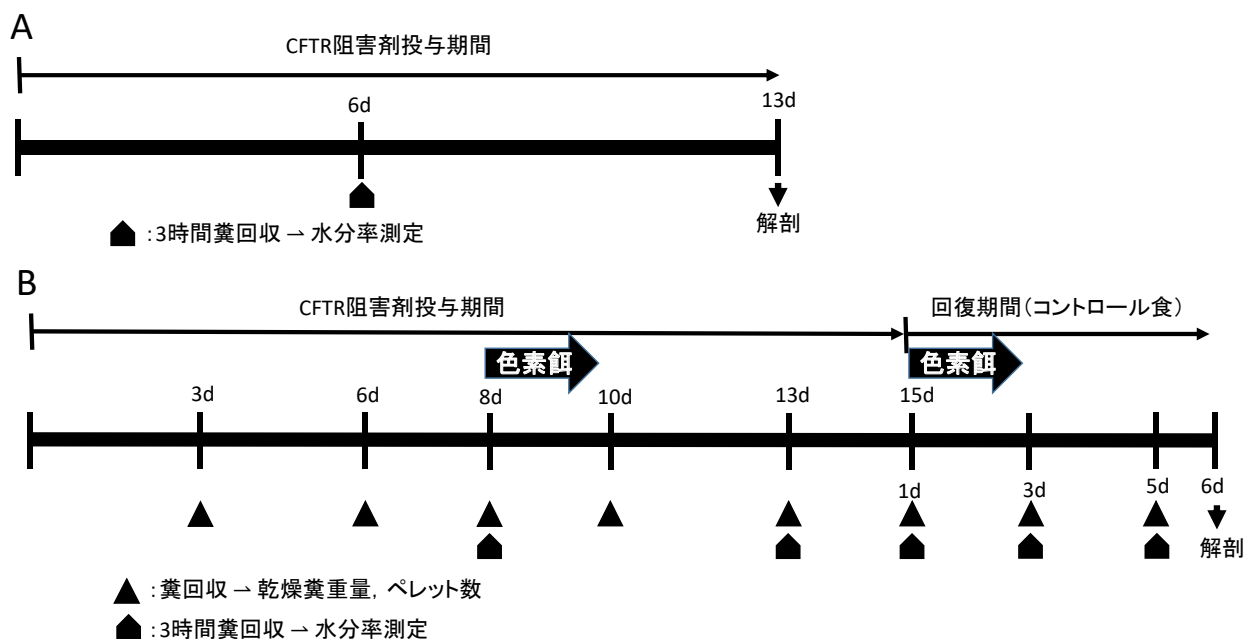 A
CFTR阻害剤投与期間
6d
13d
解剖
:3時間糞回収 → 水分率測定
B
CFTR阻害剤投与期間
回復期間(コントロール食)
色素餌
色素餌
3d
6d
8d
10d
13d
15d
1d
3d
5d
6d
解剖
:糞回収 → 乾燥糞重量, ペレット数
:3時間糞回収 → 水分率測定